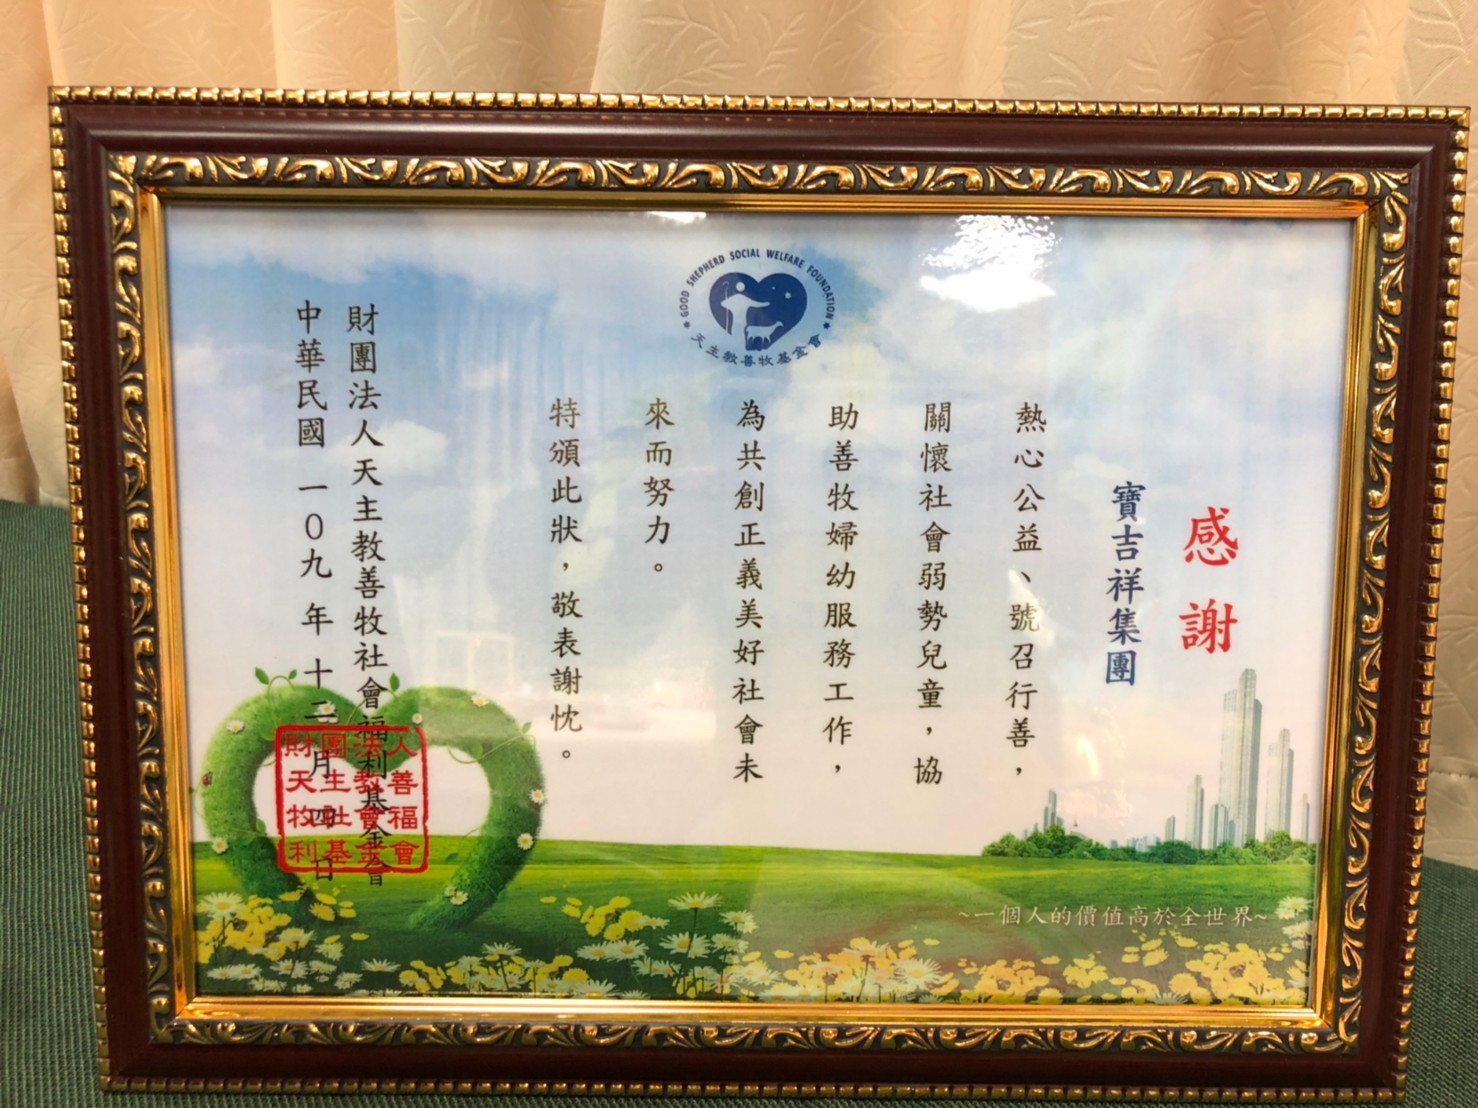 GOOD SHEPHERD SOCIAL WELFARE FOUNDATION
天主教善牧基金會
感謝
寶吉祥集團
熱心公益、號召行善，
關懷社會弱勢兒童，協
助善牧婦幼服務工作，
為共創正義美好社會未
來而努力。
特頒此狀，敬表謝忱。
財團法人天主教善牧社會福利基金會
中華民國一〇九年十二月四日
財團法人
天主教善
牧社會福
利基金會
~一個人的價值高於全世界~